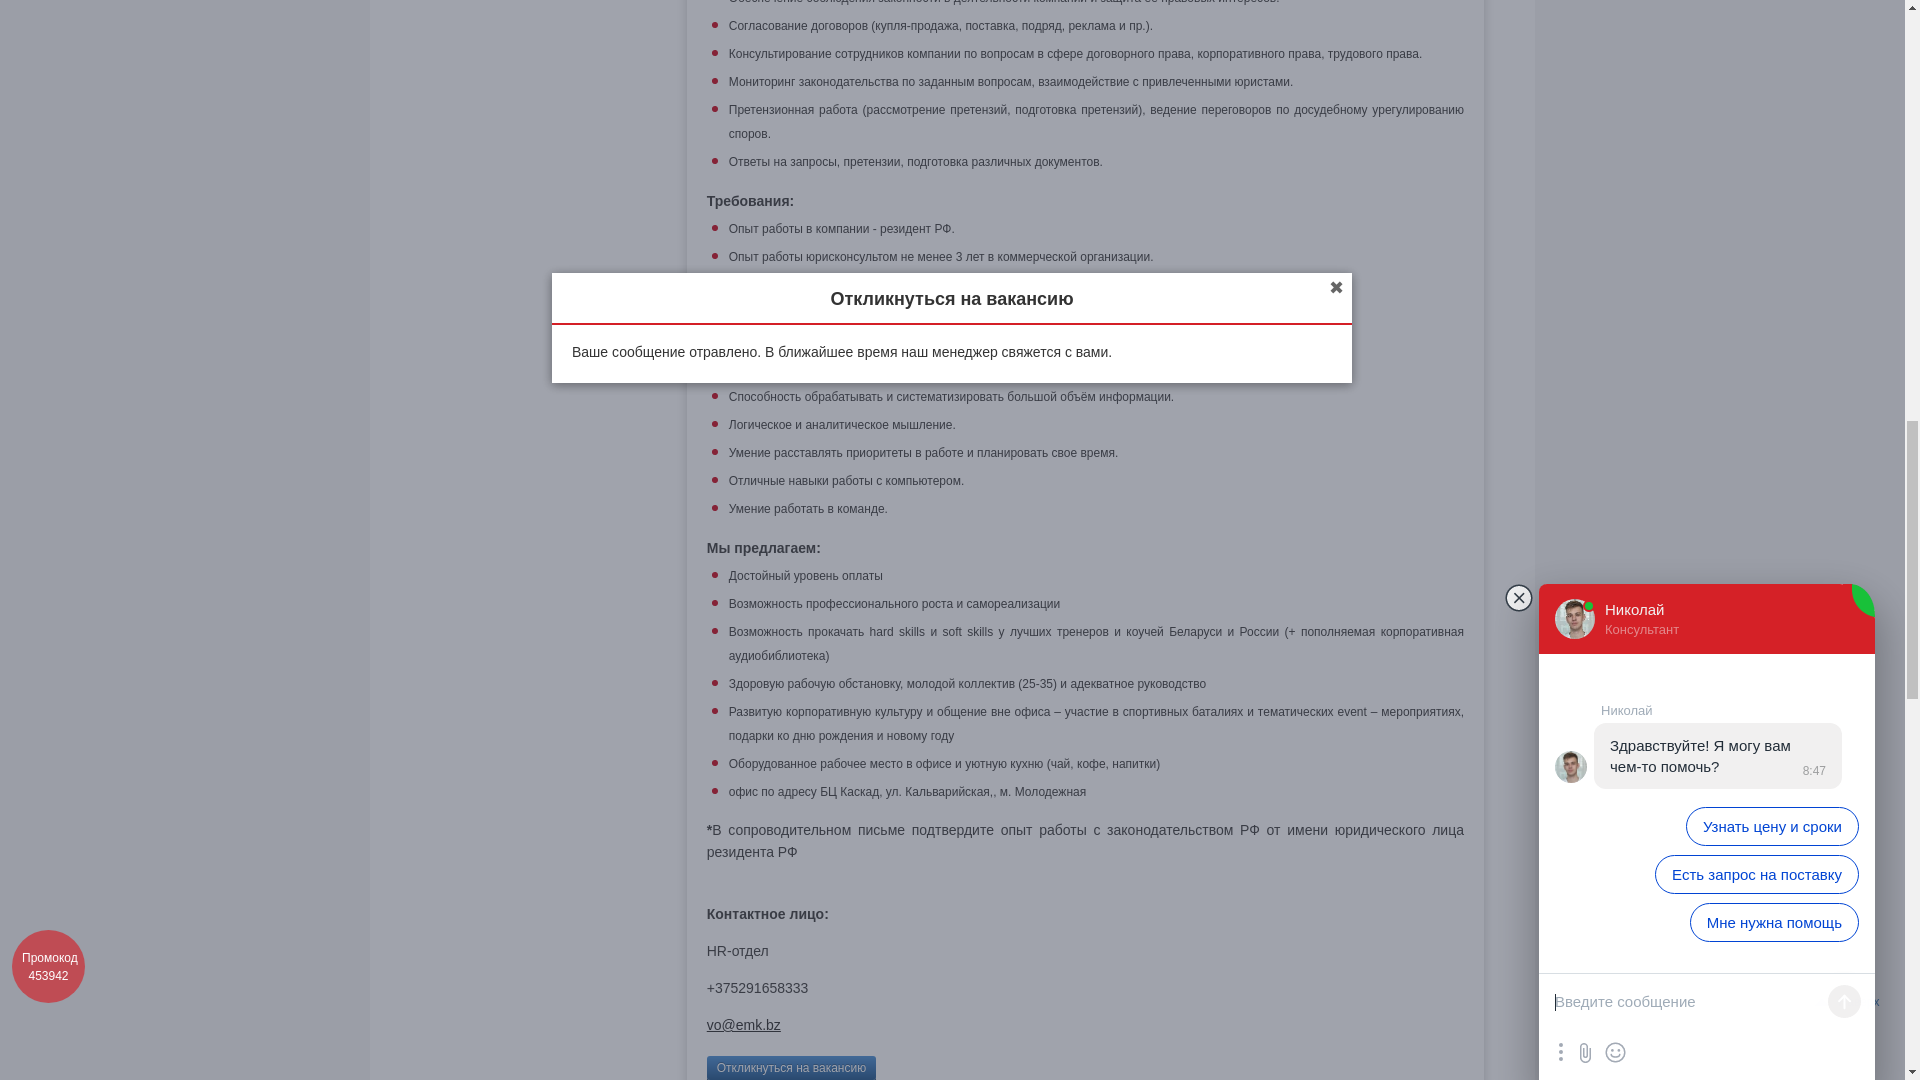 Согласование договоров (купля-продажа, поставка, подряд, реклама и пр.).
Консультирование сотрудников компании по вопросам в сфере договорного права, корпоративного права, трудового права.
Мониторинг законодательства по заданным вопросам, взаимодействие с привлеченными юристами.
Претензионная работа (рассмотрение претензий, подготовка претензий), ведение переговоров по досудебному урегулированию
споров.
Ответы на запросы, претензии, подготовка различных документов.
Требования:
Опыт работы в компании - резидент РФ.
Опыт работы юрисконсультом не менее 3 лет в коммерческой организации.
Откликнуться на вакансию
Ваше сообщение отравлено. В ближайшее время наш менеджер свяжется с вами.
Способность обрабатывать и систематизировать большой объём информации.
Логическое и аналитическое мышление.
Умение расставлять приоритеты в работе и планировать свое время.
Отличные навыки работы с компьютером.
Умение работать в команде.
Мы предлагаем:
Достойный уровень оплаты
Возможность профессионального роста и самореализации
Возможность прокачать hard skills и soft skills у лучших тренеров и коучей Беларуси и России (+ пополняемая корпоративная
аудиобиблиотека)
Здоровую рабочую обстановку, молодой коллектив (25-35) и адекватное руководство
Развитую корпоративную культуру и общение вне офиса – участие в спортивных баталиях и тематических event – мероприятиях,
подарки ко дню рождения и новому году
Оборудованное рабочее место в офисе и уютную кухню (чай, кофе, напитки)
офис по адресу БЦ Каскад, ул. Кальварийская,, м. Молодежная
*В сопроводительном письме подтвердите опыт работы с законодательством РФ от имени юридического лица
резидента РФ
Контактное лицо:
HR-отдел
+375291658333
vo@emk.bz
Откликнуться на вакансию
Промокод
453942
Николай
Консультант
Николай
Здравствуйте! Я могу вам
чем-то помочь?
8:47
Узнать цену и сроки
Есть запрос на поставку
Мне нужна помощь
Введите сообщение